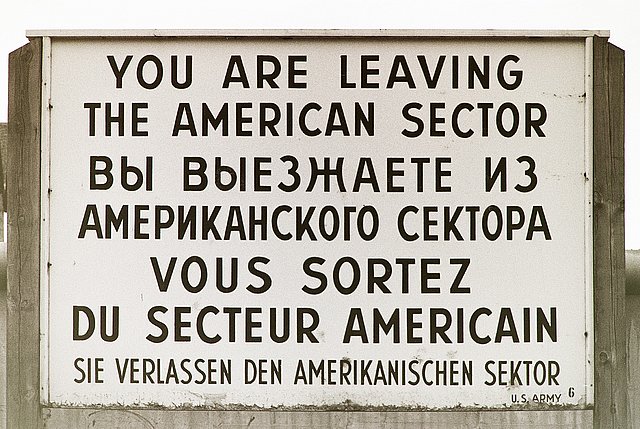 YOU ARE LEAVING
THE AMERICAN SECTOR
ВЫ ВЫЕЗЖАЕТЕ ИЗ
АМЕРИКАНСКОГО СЕКТОРА
VOUS SORTEZ
DU SECTEUR AMERICAIN
SIE VERLASSEN DEN AMERIKANISCHEN SEKTOR
U.S. ARMY 6